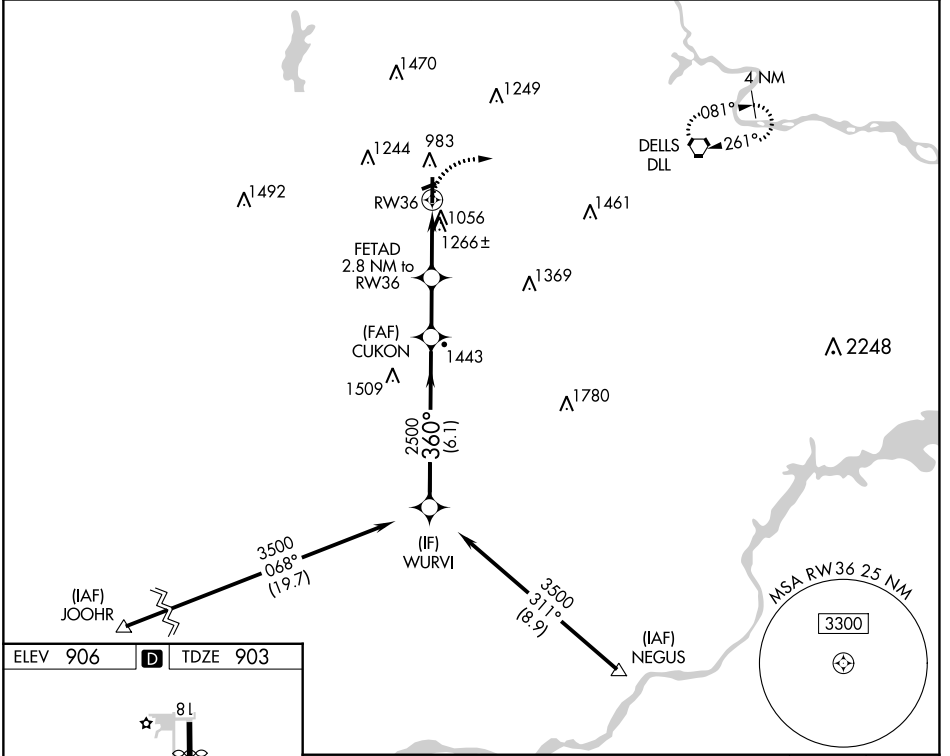 1470
1249
4 NM
081°
261°
DELLS
DLL
1244
983
1492
RW36
1056
1266±
1461
FETAD
2.8 NM to
RW36
1369
(FAF)
CUKON
1443
2248
1509
1780
2500
360°
(6.1)
(IF)
WURVI
3500
068°
(19.7)
(IAF)
JOOHR
3500
311°
(8.9)
(IAF)
NEGUS
MSA RW36 25 NM
3300
ELEV 906 D TDZE 903
18